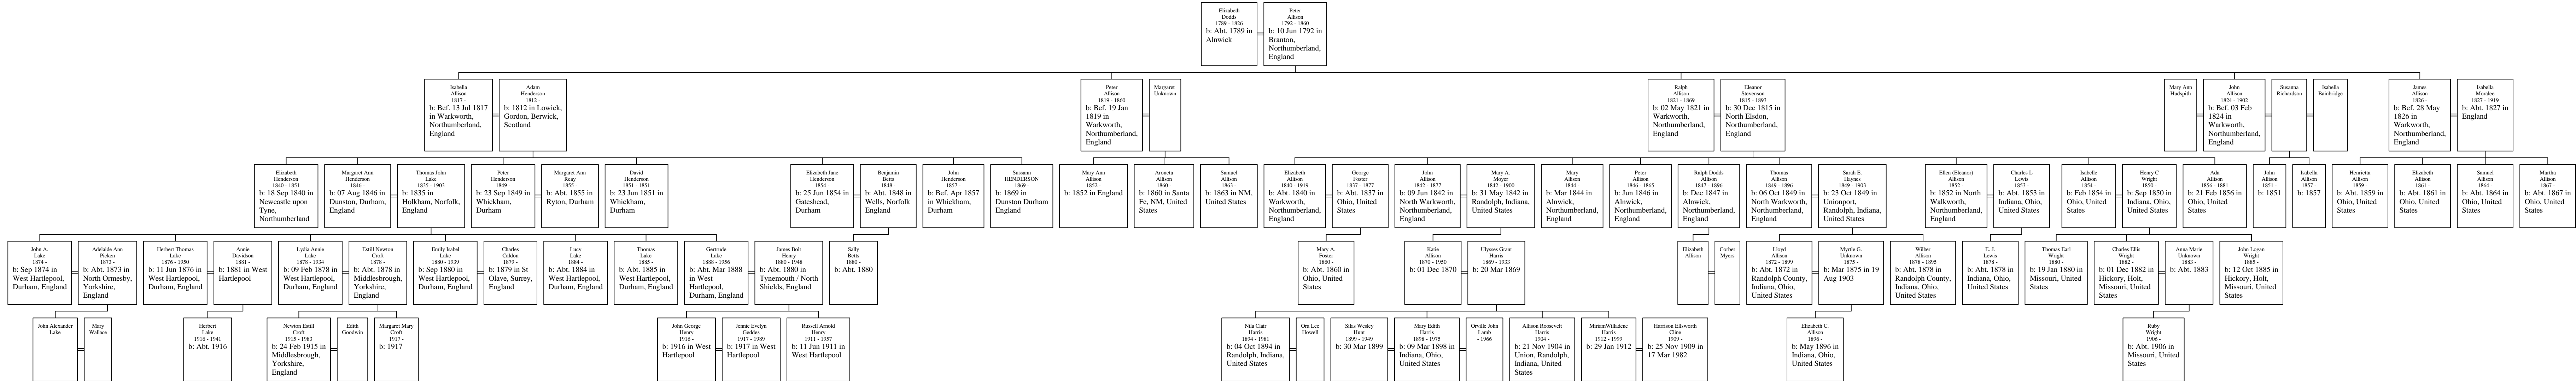 Elizabeth
Dodds
1789 - 1826
b: Abt. 1789 in
Alnwick
Peter
Allison
1792 - 1860
b: 10 Jun 1792 in
Branton,
Northumberland,
England
Isabella
Allison
1817 -
b: Bef. 13 Jul 1817
in Warkworth,
Northumberland,
England
Adam
Henderson
1812 -
b: 1812 in Lowick,
Gordon, Berwick,
Scotland
Peter
Allison
1819 - 1860
b: Bef. 19 Jan
1819 in
Warkworth,
Northumberland,
England
Margaret
Unknown
Ralph
Allison
1821 - 1869
b: 02 May 1821 in
Warkworth,
Northumberland,
England
Eleanor
Stevenson
1815 - 1893
b: 30 Dec 1815 in
North Elsdon,
Northumberland,
England
Mary Ann
Hudspith
John
Allison
1824 - 1902
b: Bef. 03 Feb
1824 in
Warkworth,
Northumberland,
England
Susanna
Richardson
Isabella
Bainbridge
James
Allison
1826 -
b: Bef. 28 May
1826 in
Warkworth,
Northumberland,
England
Isabella
Moralee
1827 - 1919
b: Abt. 1827 in
England
Elizabeth
Henderson
1840 - 1851
b: 18 Sep 1840 in
Newcastle upon
Tyne,
Northumberland
Margaret Ann
Henderson
1846 -
b: 07 Aug 1846 in
Dunston, Durham,
England
Thomas John
Lake
1835 - 1903
b: 1835 in
Holkham, Norfolk,
England
Peter
Henderson
1849 -
b: 23 Sep 1849 in
Whickham,
Durham
Margaret Ann
Reay
1855 -
b: Abt. 1855 in
Ryton, Durham
David
Henderson
1851 - 1851
b: 23 Jun 1851 in
Whickham,
Durham
Elizabeth Jane
Henderson
1854 -
b: 25 Jun 1854 in
Gateshead,
Durham
Benjamin
Betts
1848 -
b: Abt. 1848 in
Wells, Norfolk
England
John
Henderson
1857 -
b: Bef. Apr 1857
in Whickham,
Durham
Susann
HENDERSON
1869 -
b: 1869 in
Dunston Durham
England
Mary Ann
Allison
1852 -
b: 1852 in England
Aroneta
Allison
1860 -
b: 1860 in Santa
Fe, NM, United
States
Samuel
Allison
1863 -
b: 1863 in NM,
United States
Elizabeth
Allison
1840 - 1919
b: Abt. 1840 in
Warkworth,
Northumberland,
England
George
Foster
1837 - 1877
b: Abt. 1837 in
Ohio, United
States
John
Allison
1842 - 1877
b: 09 Jun 1842 in
North Warkworth,
Northumberland,
England
Mary A.
Moyer
1842 - 1900
b: 31 May 1842 in
Randolph, Indiana,
United States
Mary
Allison
1844 -
b: Mar 1844 in
Alnwick,
Northumberland,
England
Peter
Allison
1846 - 1865
b: Jun 1846 in
Alnwick,
Northumberland,
England
Ralph Dodds
Allison
1847 - 1896
b: Dec 1847 in
Alnwick,
Northumberland,
United States
Thomas
Allison
1849 - 1896
b: 06 Oct 1849 in
North Warkworth,
Northumberland,
England
Sarah E.
Haynes
1849 - 1903
b: 23 Oct 1849 in
Unionport,
Randolph, Indiana,
United States
Ellen (Eleanor)
Allison
1852 -
b: 1852 in North
Walkworth,
Northumberland,
England
Charles L
Lewis
1853 -
b: Abt. 1853 in
Indiana, Ohio,
United States
Isabelle
Allison
1854 -
b: Feb 1854 in
Ohio, United
States
Henry C
Wright
1850 -
b: Sep 1850 in
Indiana, Ohio,
United States
Ada
Allison
1856 - 1881
b: 21 Feb 1856 in
Ohio, United
States
John
Allison
1851 -
b: 1851
Isabella
Allison
1857 -
b: 1857
Henrietta
Allison
1859 -
b: Abt. 1859 in
Ohio, United
States
Elizabeth
Allison
1861 -
b: Abt. 1861 in
Ohio, United
States
Samuel
Allison
1864 -
b: Abt. 1864 in
Ohio, United
States
Martha
Allison
1867 -
b: Abt. 1867 in
Ohio, United
States
John A.
Lake
1874 -
b: Sep 1874 in
West Hartlepool,
Durham, England
Adelaide Ann
Picken
1873 -
b: Abt. 1873 in
North Ormesby,
Yorkshire,
England
Herbert Thomas
Lake
1876 - 1950
b: 11 Jun 1876 in
West Hartlepool,
Durham, England
Annie
Davidson
1881 -
b: 1881 in West
Hartlepool
Lydia Annie
Lake
1878 - 1934
b: 09 Feb 1878 in
West Hartlepool,
Durham, England
Estill Newton
Croft
1878 -
b: Abt. 1878 in
Middlesbrough,
Yorkshire,
England
Emily Isabel
Lake
1880 - 1939
b: Sep 1880 in
West Hartlepool,
Durham, England
Charles
Caldon
1879 -
b: 1879 in St
Olave, Surrey,
England
Lucy
Lake
1884 -
b: Abt. 1884 in
West Hartlepool,
Durham, England
Thomas
Lake
1885 -
b: Abt. 1885 in
West Hartlepool,
Durham, England
Gertrude
Lake
1888 - 1956
b: Abt. Mar 1888
in West
Hartlepool,
Durham, England
James Bolt
Henry
1880 - 1948
b: Abt. 1880 in
Tynemouth / North
Shields, England
Sally
Betts
1880 -
b: Abt. 1880
Mary A.
Foster
1860 -
b: Abt. 1860 in
Ohio, United
States
Katie
Allison
1870 - 1950
b: 01 Dec 1870
Ulysses Grant
Harris
1869 - 1933
b: 20 Mar 1869
Elizabeth
Allison
Corbet
Myers
Lloyd
Allison
1872 - 1899
b: Abt. 1872 in
Randolph County,
Indiana, Ohio,
United States
Myrtle G.
Unknown
1875 -
b: Mar 1875 in 19
Aug 1903
Wilber
Allison
1878 - 1895
b: Abt. 1878 in
Randolph County,
Indiana, Ohio,
United States
E. J.
Lewis
1878 -
b: Abt. 1878 in
Indiana, Ohio,
United States
Thomas Earl
Wright
1880 -
b: 19 Jan 1880 in
Missouri, United
States
Charles Ellis
Wright
1882 -
b: 01 Dec 1882 in
Hickory, Holt,
Missouri, United
States
Anna Marie
Unknown
1883 -
b: Abt. 1883
John Logan
Wright
1885 -
b: 12 Oct 1885 in
Hickory, Holt,
Missouri, United
States
John Alexander
Lake
Mary
Wallace
Herbert
Lake
1916 - 1941
b: Abt. 1916
Newton Estill
Croft
1915 - 1983
b: 24 Feb 1915 in
Middlesbrough,
Yorkshire,
England
Edith
Goodwin
Margaret Mary
Croft
1917 -
b: 1917
John George
Henry
1916 -
b: 1916 in West
Hartlepool
Jennie Evelyn
Geddes
1917 - 1989
b: 1917 in West
Hartlepool
Russell Arnold
Henry
1911 - 1957
b: 11 Jun 1911 in
West Hartlepool
Nila Clair
Harris
1894 - 1981
b: 04 Oct 1894 in
Randolph, Indiana,
United States
Ora Lee
Howell
Silas Wesley
Hunt
1899 - 1949
b: 30 Mar 1899
Mary Edith
Harris
1898 - 1975
b: 09 Mar 1898 in
Indiana, Ohio,
United States
Orville John
Lamb
- 1966
Allison Roosevelt
Harris
1904 -
b: 21 Nov 1904 in
Union, Randolph,
Indiana, United
States
MiriamWilladene
Harris
1912 - 1999
b: 29 Jan 1912
Harrison Ellsworth
Cline
1909 -
b: 25 Nov 1909 in
17 Mar 1982
Elizabeth C.
Allison
1896 -
b: May 1896 in
Indiana, Ohio,
United States
Ruby
Wright
1906 -
b: Abt. 1906 in
Missouri, United
States